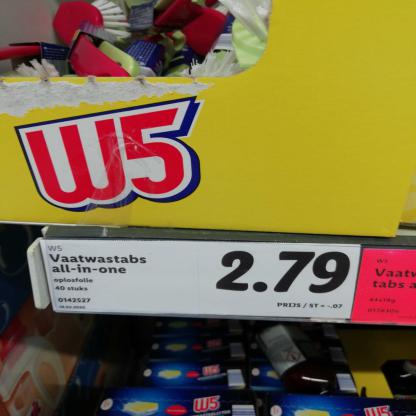 W5
W5
Vaatwastabs
all-in-one
oplosfolie
40 stuks
0142527
2.79
PRIJS / ST = -.07
W5
Vaatw
tabs a
W5
W5